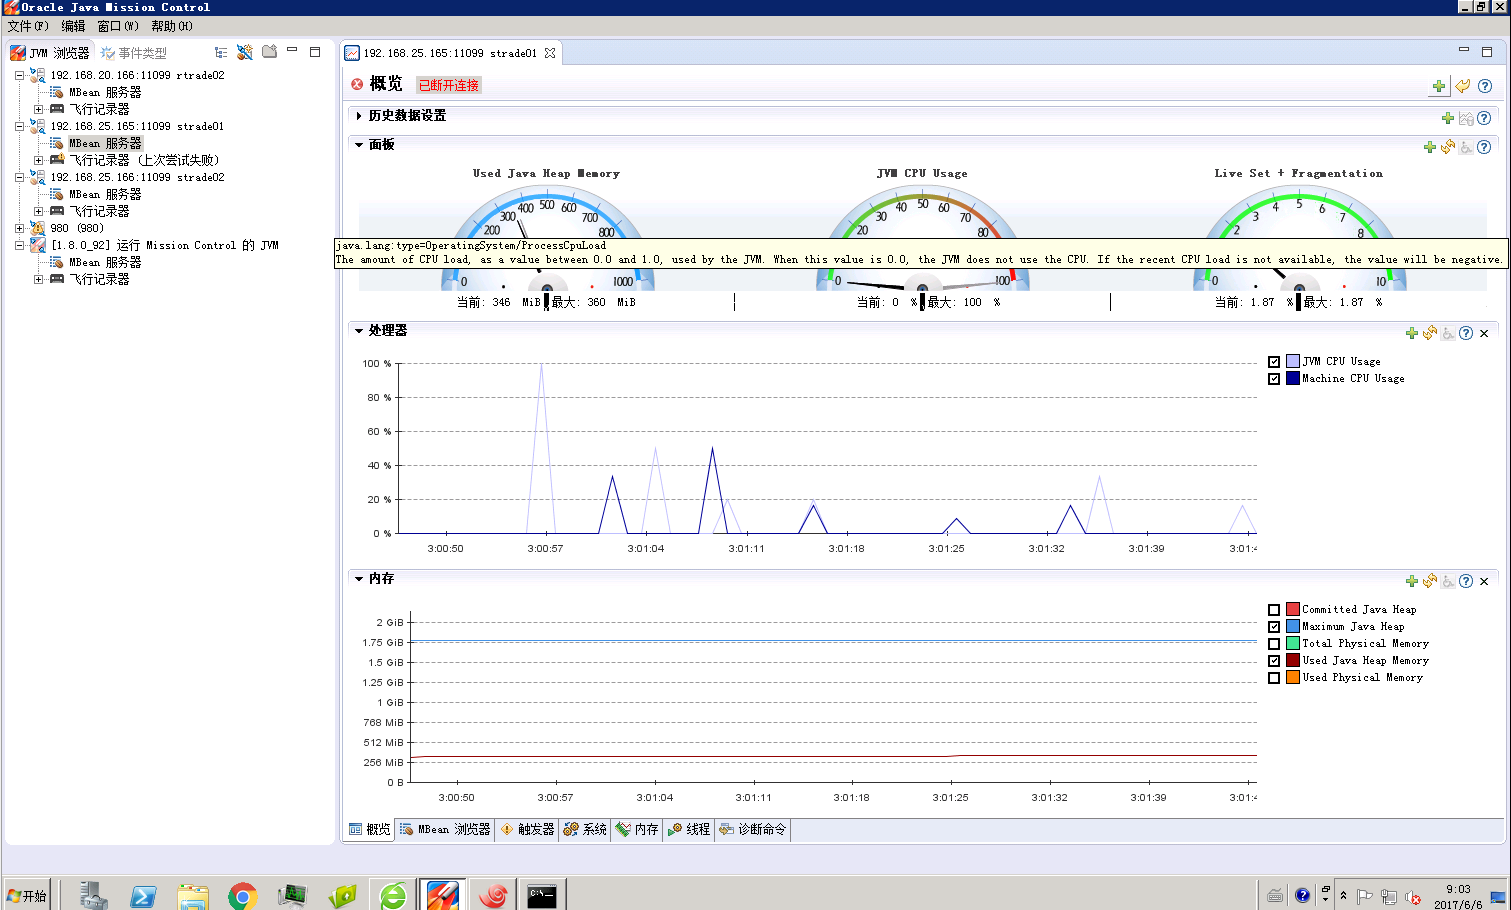 Oracle Java Mission Control
文件(F) 编辑 窗口(W) 帮助(H)
JVM 浏览器 事件类型
192.168.20.166:11099 rtrade02
MBean 服务器
飞行记录器
192.168.25.165:11099 strade01
MBean 服务器
飞行记录器 (上次尝试失败)
192.168.25.166:11099 strade02
MBean 服务器
飞行记录器
980 (980)
[1.8.0_92] 运行 Mission Control 的 JVM
MBean 服务器
飞行记录器
192.168.25.165:11099 strade01
概览 已断开连接
历史数据设置
面板
Used Java Heap Memory
0 200 300 400 500 600 700 800 1000
当前: 346 MiB 最大: 360 MiB
JVM CPU Usage
0 20 30 40 50 60 70 80 100
当前: 0 % 最大: 100 %
Live Set + Fragmentation
0 2 3 4 5 6 7 8 10
当前: 1.87 % 最大: 1.87 %
java.lang:type=OperatingSystem/ProcessCpuLoad
The amount of CPU load, as a value between 0.0 and 1.0, used by the JVM. When this value is 0.0, the JVM does not use the CPU. If the recent CPU load is not available, the value will be negative.
处理器
100 %
80 %
60 %
40 %
20 %
0 %
3:00:50 3:00:57 3:01:04 3:01:11 3:01:18 3:01:25 3:01:32 3:01:39 3:01:4
JVM CPU Usage
Machine CPU Usage
内存
2 GiB
1.75 GiB
1.5 GiB
1.25 GiB
1 GiB
768 MiB
512 MiB
256 MiB
0 B
3:00:50 3:00:57 3:01:04 3:01:11 3:01:18 3:01:25 3:01:32 3:01:39 3:01:4
Committed Java Heap
Maximum Java Heap
Total Physical Memory
Used Java Heap Memory
Used Physical Memory
概览 MBean 浏览器 触发器 系统 内存 线程 诊断命令
开始
9:03
2017/6/6